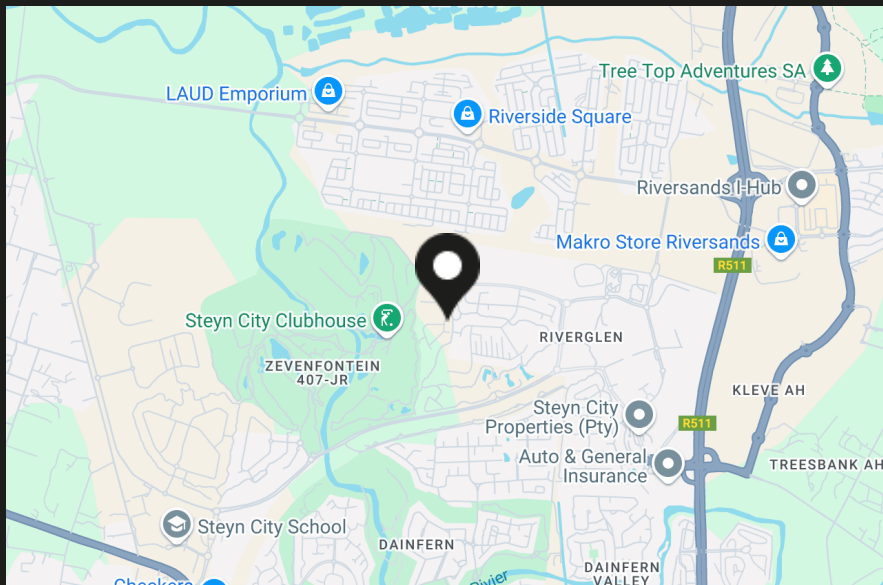 Tree Top Adventures SA
LAUD Emporium
Riverside Square
Riversands I-Hub
Makro Store Riversands
R511
Steyn City Clubhouse
RIVERGLEN
ZEVENFONTEIN
407-JR
KLEVE AH
Steyn City
Properties (Pty)
R511
Auto & General
Insurance
TREESBANK AH
Steyn City School
DAINFERN
DAINFERN
VALLEY
Rivier
Checkers